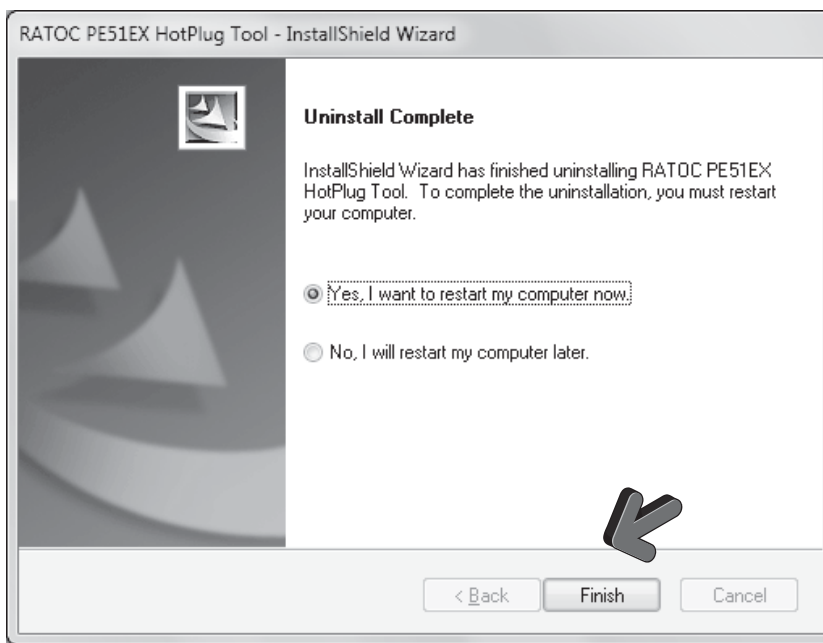 RATOC PE51EX HotPlug Tool - InstallShield Wizard
Uninstall Complete
InstallShield Wizard has finished uninstalling RATOC PE51EX
HotPlug Tool. To complete the uninstallation, you must restart
your computer.
Yes, I want to restart my computer now.
No, I will restart my computer later.
< Back
Finish
Cancel